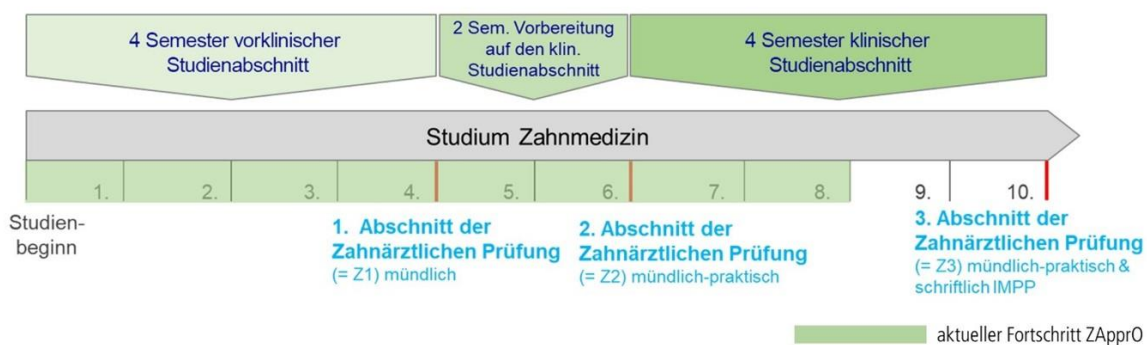 4 Semester vorklinischer
Studienabschnitt
2 Sem. Vorbereitung
auf den klin.
Studienabschnitt
4 Semester klinischer
Studienabschnitt
Studium Zahnmedizin
1.
2.
3.
4.
5.
6.
7.
8.
9.
10.
Studien-
beginn
1. Abschnitt der
Zahnärztlichen Prüfung
(= Z1) mündlich
2. Abschnitt der
Zahnärztlichen Prüfung
(= Z2) mündlich-praktisch
3. Abschnitt der
Zahnärztlichen Prüfung
(= Z3) mündlich-praktisch &
schriftlich IMPP
aktueller Fortschritt ZApprO